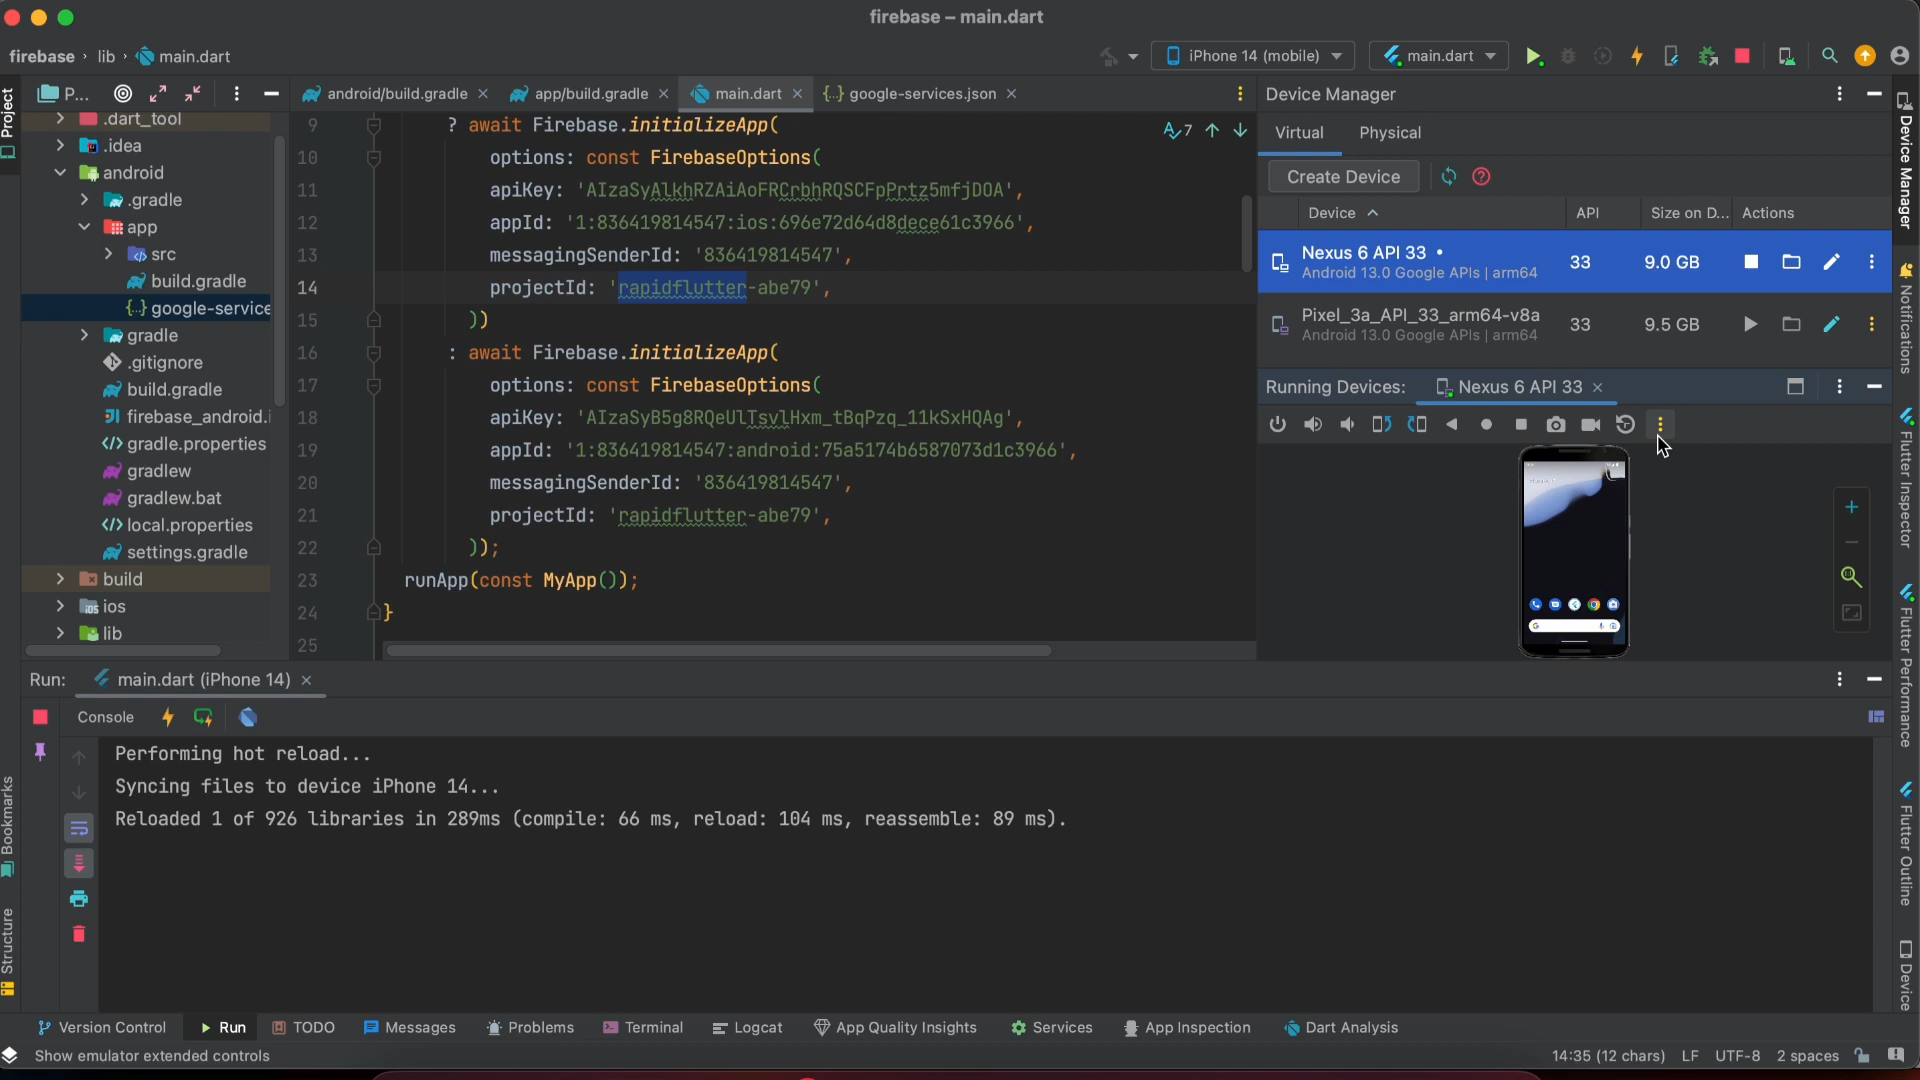 firebase – main.dart
firebase › lib › main.dart
iPhone 14 (mobile)
main.dart
P...
android/build.gradle
app/build.gradle
main.dart
google-services.json
Project
Bookmarks
Structure
.dart_tool
.idea
android
.gradle
app
src
build.gradle
google-service
gradle
.gitignore
build.gradle
firebase_android.i
gradle.properties
gradlew
gradlew.bat
local.properties
settings.gradle
build
ios
lib
7
9 ? await Firebase.initializeApp(
10 options: const FirebaseOptions(
11 apiKey: 'AIzaSyAlkhRZAiAoFRCrbhRQSCFpPrtz5mfjDOA',
12 appId: '1:836419814547:ios:696e72d64d8dece61c3966',
13 messagingSenderId: '836419814547',
14 projectId: 'rapidflutter-abe79',
15 ))
16 : await Firebase.initializeApp(
17 options: const FirebaseOptions(
18 apiKey: 'AIzaSyB5g8RQeUlTsvlHxm_tBqPzq_11kSxHQAg',
19 appId: '1:836419814547:android:75a5174b6587073d1c3966',
20 messagingSenderId: '836419814547',
21 projectId: 'rapidflutter-abe79',
22 ));
23 runApp(const MyApp());
24 }
25
Device Manager
Virtual Physical
Create Device
Device API Size on D... Actions
Nexus 6 API 33 • 33 9.0 GB
Android 13.0 Google APIs | arm64
Pixel_3a_API_33_arm64-v8a 33 9.5 GB
Android 13.0 Google APIs | arm64
Running Devices: Nexus 6 API 33
Device Manager
Notifications
Flutter Inspector
Flutter Performance
Flutter Outline
Device
Run: main.dart (iPhone 14)
Console
Performing hot reload...
Syncing files to device iPhone 14...
Reloaded 1 of 926 libraries in 289ms (compile: 66 ms, reload: 104 ms, reassemble: 89 ms).
Version Control Run TODO Messages Problems Terminal Logcat App Quality Insights Services App Inspection Dart Analysis
Show emulator extended controls 14:35 (12 chars) LF UTF-8 2 spaces